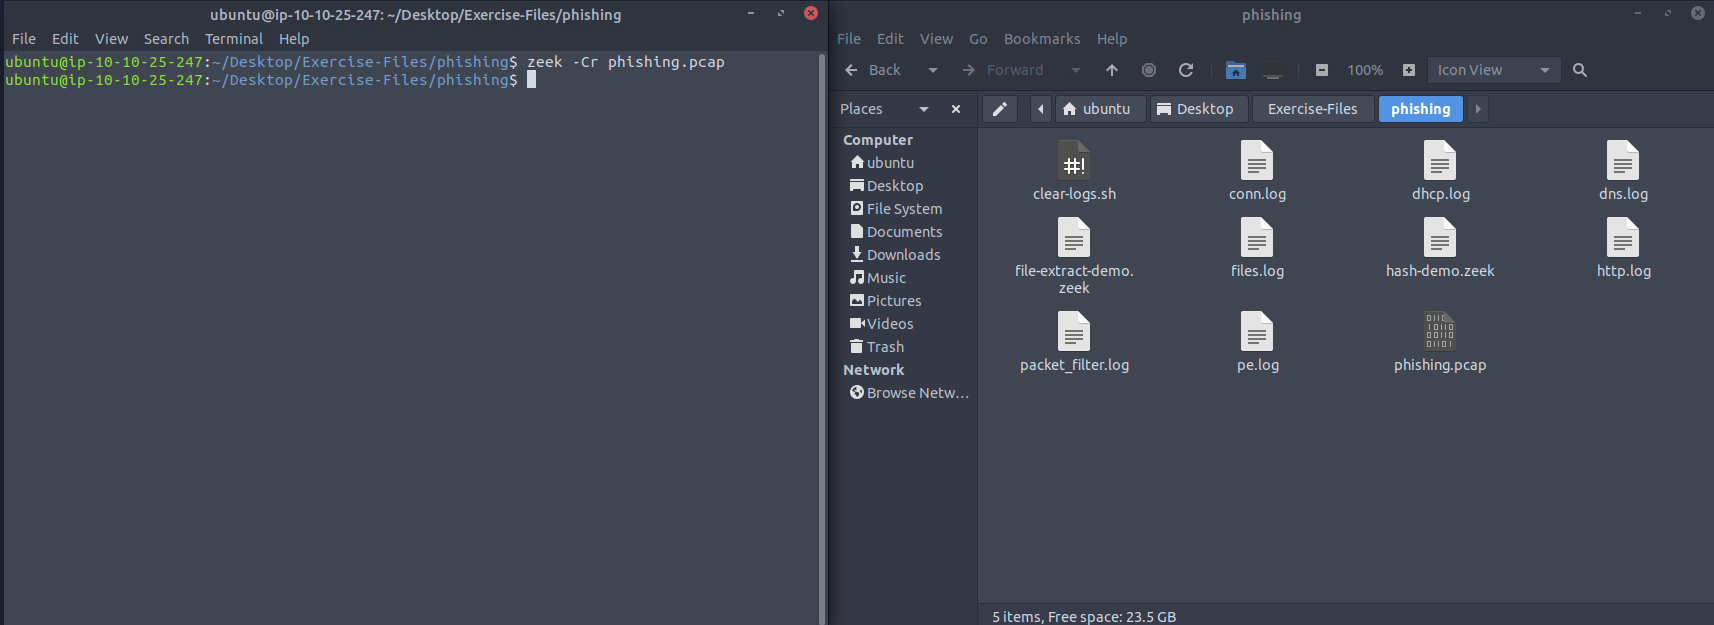 ubuntu@ip-10-10-25-247: ~/Desktop/Exercise-Files/phishing
File Edit View Search Terminal Help
ubuntu@ip-10-10-25-247:~/Desktop/Exercise-Files/phishing$ zeek -Cr phishing.pcap
ubuntu@ip-10-10-25-247:~/Desktop/Exercise-Files/phishing$
phishing
File Edit View Go Bookmarks Help
Back Forward 100% Icon View
Places ubuntu Desktop Exercise-Files phishing
Computer
ubuntu
Desktop
File System
Documents
Downloads
Music
Pictures
Videos
Trash
Network
Browse Netw...
#!
clear-logs.sh conn.log dhcp.log dns.log
file-extract-demo.
zeek
files.log hash-demo.zeek http.log
packet_filter.log pe.log phishing.pcap
5 items, Free space: 23.5 GB